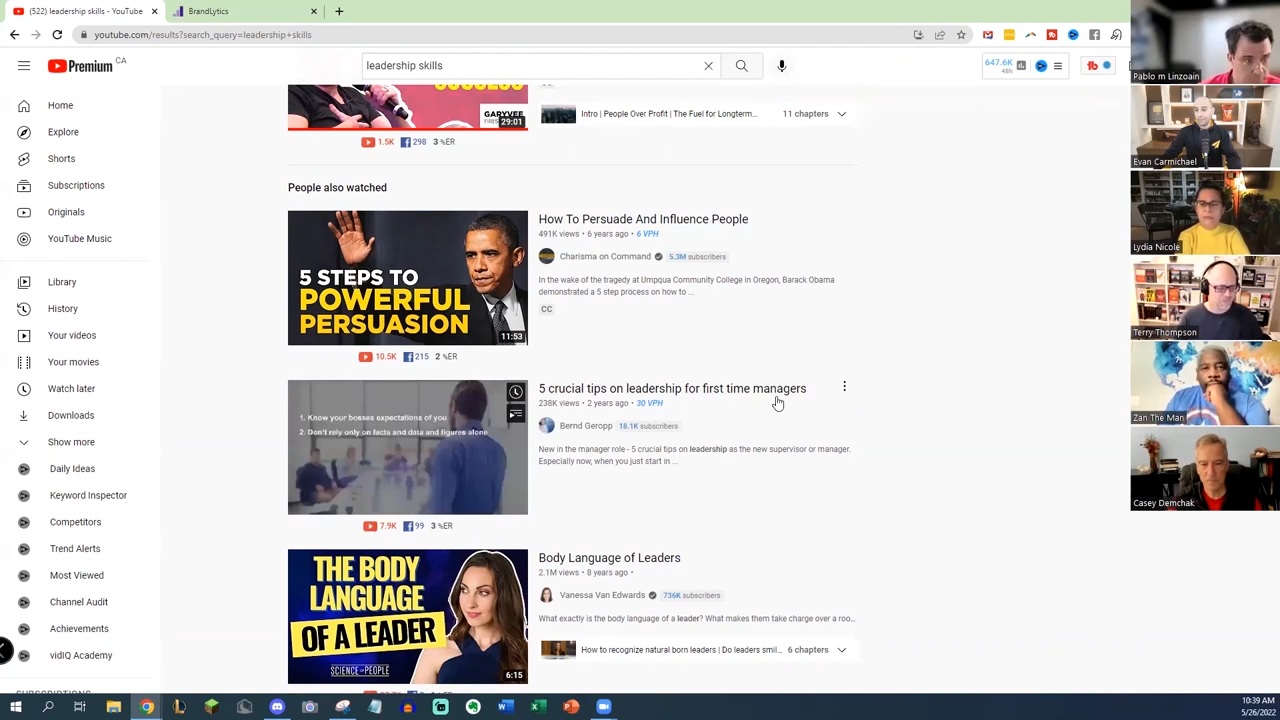 (522) leadership skills - YouTube
BrandLytics
youtube.com/results?search_query=leadership+skills
Premium
CA
leadership skills
647.6K
48h
Home
Explore
Shorts
Subscriptions
Originals
YouTube Music
Library
History
Your videos
Your movies
Watch later
Downloads
Show more
Daily Ideas
Keyword Inspector
Competitors
Trend Alerts
Most Viewed
Channel Audit
Achievements
vidIQ Academy
SUBSCRIPTIONS
SUCCESS
GARYVEE
29:01
Intro | People Over Profit | The Fuel for Longterm...
11 chapters
1.5K
298
3 %ER
People also watched
5 STEPS TO
POWERFUL
PERSUASION
11:53
How To Persuade And Influence People
491K views • 6 years ago • 6 VPH
Charisma on Command
5.3M subscribers
In the wake of the tragedy at Umpqua Community College in Oregon, Barack Obama
demonstrated a 5 step process on how to ...
CC
10.5K
215
2 %ER
1. Know your bosses expectations of you
2. Don't rely on facts and data and figures alone
5 crucial tips on leadership for first time managers
238K views • 2 years ago • 30 VPH
Bernd Geropp
18.1K subscribers
New in the manager role - 5 crucial tips on leadership as the new supervisor or manager.
Especially now, when you just start in ...
7.9K
99
3 %ER
THE BODY
LANGUAGE
OF A LEADER
SCIENCE OF PEOPLE
6:15
Body Language of Leaders
2.1M views • 8 years ago •
Vanessa Van Edwards
736K subscribers
What exactly is the body language of a leader? What makes them take charge over a roo...
How to recognize natural born leaders | Do leaders smil...
6 chapters
Pablo m Linzoain
Evan Carmichael
Lydia Nicole
Terry Thompson
Zan The Man
Casey Demchak
10:39 AM
5/26/2022